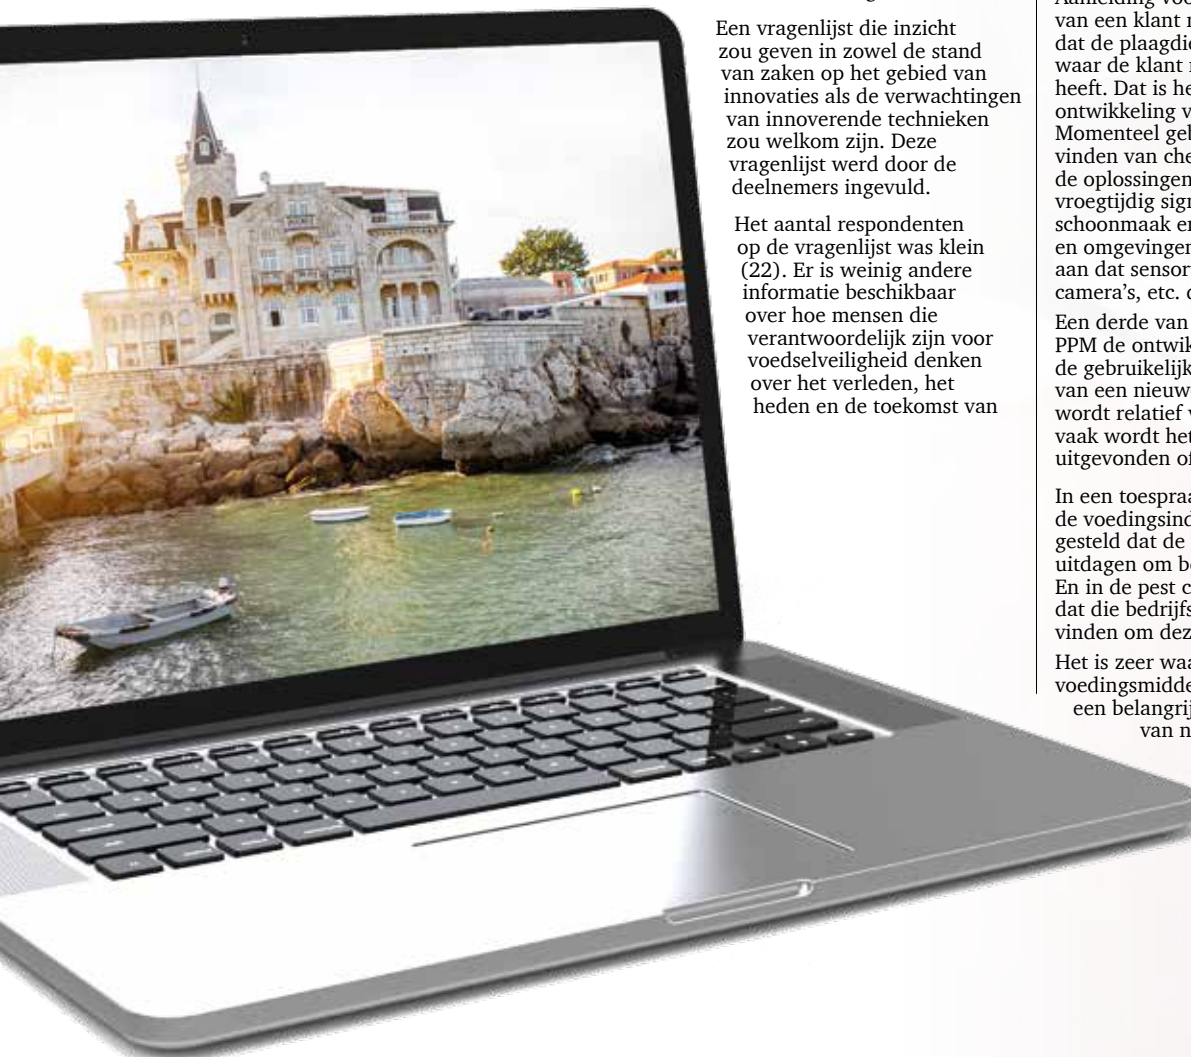 Een vragenlijst die inzicht
zou geven in zowel de stand
van zaken op het gebied van
innovaties als de verwachtingen
van innoverende technieken
zou welkom zijn. Deze
vragenlijst werd door de
deelnemers ingevuld.
Het aantal respondenten
op de vragenlijst was klein
(22). Er is weinig andere
informatie beschikbaar
over hoe mensen die
verantwoordelijk zijn voor
voedselveiligheid denken
over het verleden, het
heden en de toekomst van
van een klant
dat de plaagdie
waar de klant
heeft. Dat is he
ontwikkeling v
Momenteel geb
vinden van che
de oplossingen
vroegtijdig sign
schoonmaak en
en omgevingen
aan dat sensor
camera's, etc.
Een derde van
PPM de ontwik
de gebruikelijk
van een nieuw
wordt relatief v
vaak wordt het
uitgevonden of
In een toespraa
de voedingsind
gesteld dat de
uitdagen om be
En in de pest c
dat die bedrijfs
vinden om dez
Het is zeer waa
voedingsmidde
een belangrij
van n